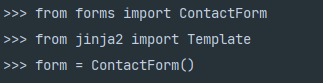 >>> from forms import ContactForm
>>> from jinja2 import Template
>>> form = ContactForm()